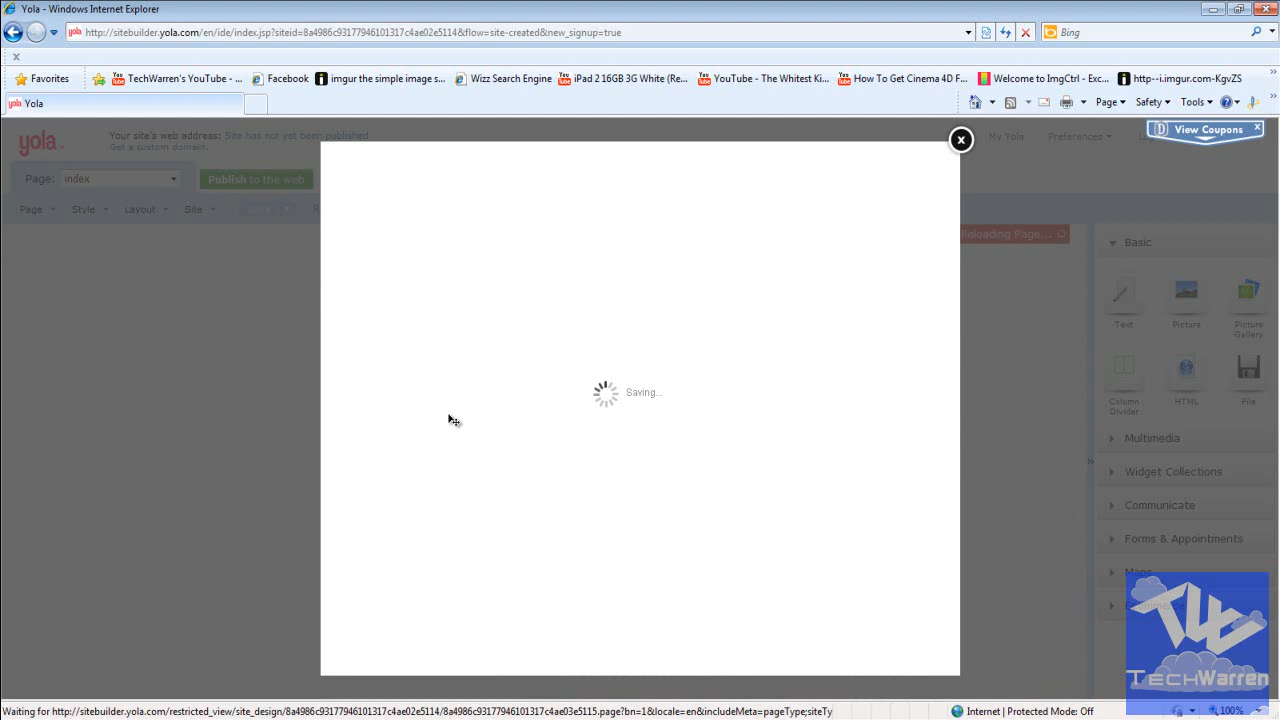 Yola - Windows Internet Explorer
yola http://sitebuilder.yola.com/en/ide/index.jsp?siteid=8a4986c93177946101317c4ae02e5114&flow=site-created&new_signup=true
Bing
Favorites
TechWarren's YouTube - ...
Facebook
imgur the simple image s...
Wizz Search Engine
iPad 2 16GB 3G White (Re...
YouTube - The Whitest Ki...
How To Get Cinema 4D F...
Welcome to ImgCtrl - Exc...
http--i.imgur.com-KgvZS
yola Yola
Page
Safety
Tools
yola
Your site's web address: Site has not yet been published
Get a custom domain.
My Yola
Preferences
View Coupons
Page: index
Publish to the web
Page
Style
Layout
Site
Reloading Page...
Basic
Text
Picture
Picture Gallery
Saving...
Column Divider
HTML
File
Multimedia
Widget Collections
Communicate
Forms & Appointments
Maps
TW
TechWarren
Waiting for http://sitebuilder.yola.com/restricted_view/site_design/8a4986c93177946101317c4ae02e5114/8a4986c93177946101317c4ae03e5115.page?bn=1&locale=en&includeMeta=pageType;siteTy
Internet | Protected Mode: Off
100%